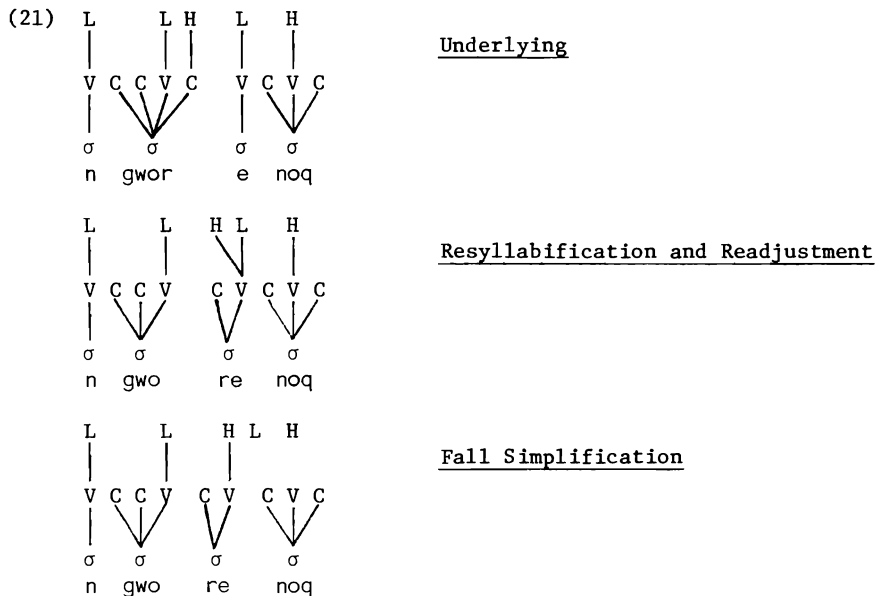 (21) L L H L H
Underlying
V C C V C V C V C
σ σ σ σ
n gwor e noq
L L H L H
Resyllabification and Readjustment
V C C V C V C V C
σ σ σ σ
n gwo re noq
L L H L H
Fall Simplification
V C C V C V C V C
σ σ σ σ
n gwo re noq